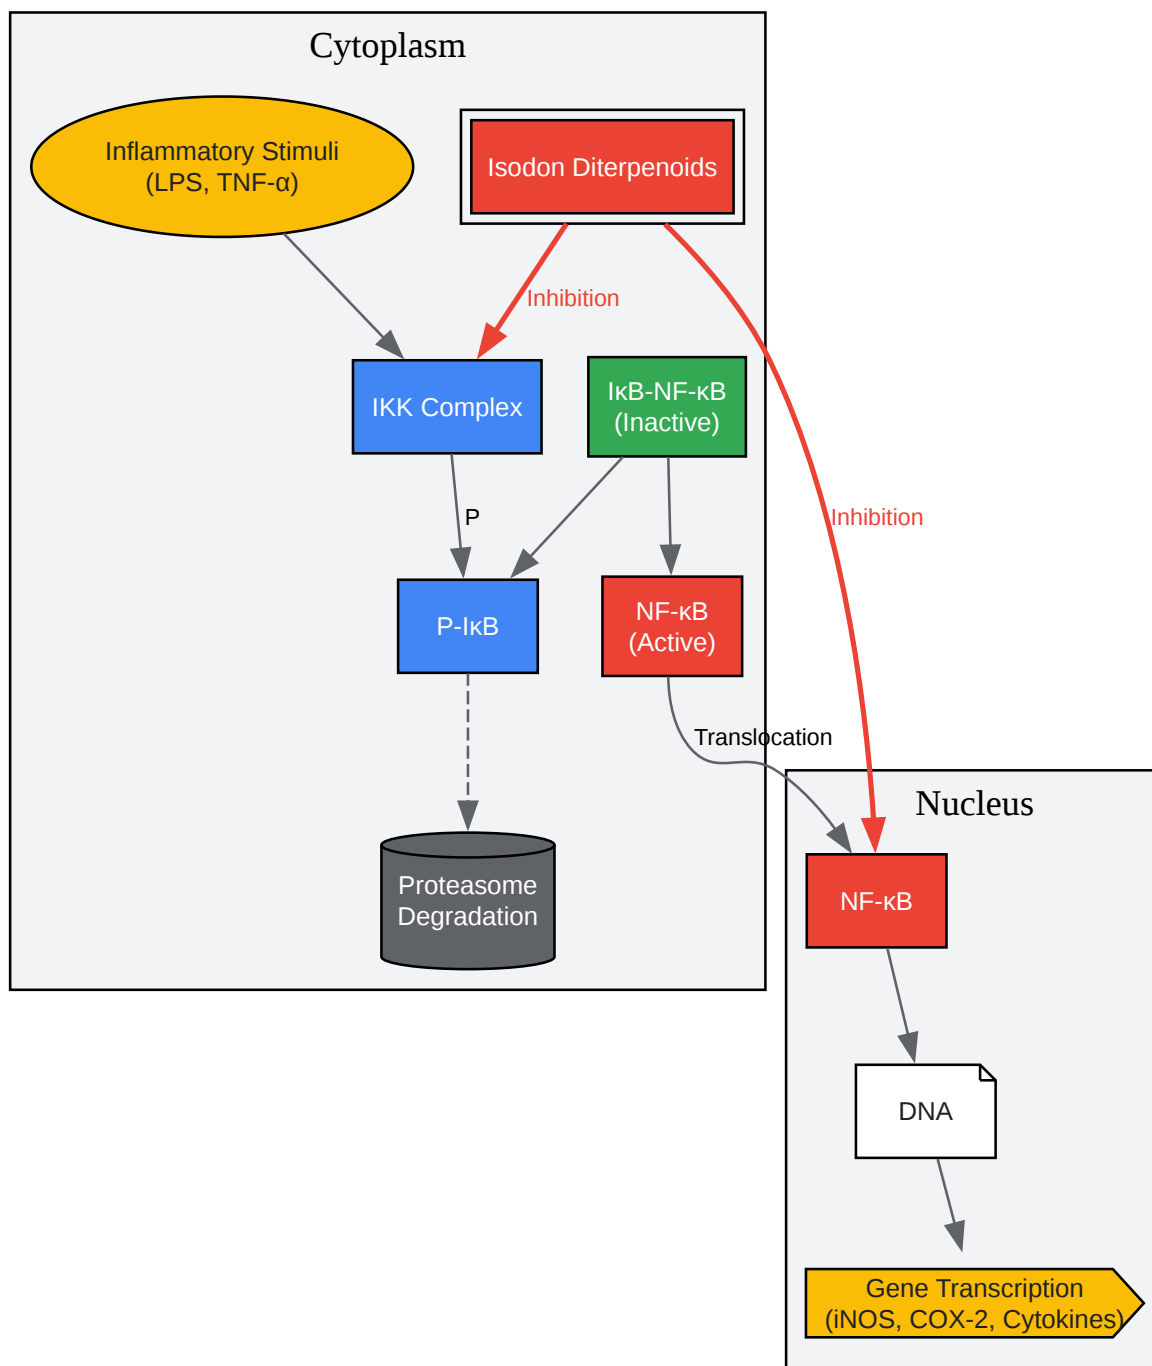 Cytoplasm
Inflammatory Stimuli
(LPS, TNF-α)
Isodon Diterpenoids
Inhibition
IKK Complex
IκB-NF-κB
(Inactive)
P
Inhibition
P-IκB
NF-κB
(Active)
Translocation
Nucleus
Proteasome
Degradation
NF-κB
DNA
Gene Transcription
(iNOS, COX-2, Cytokines)